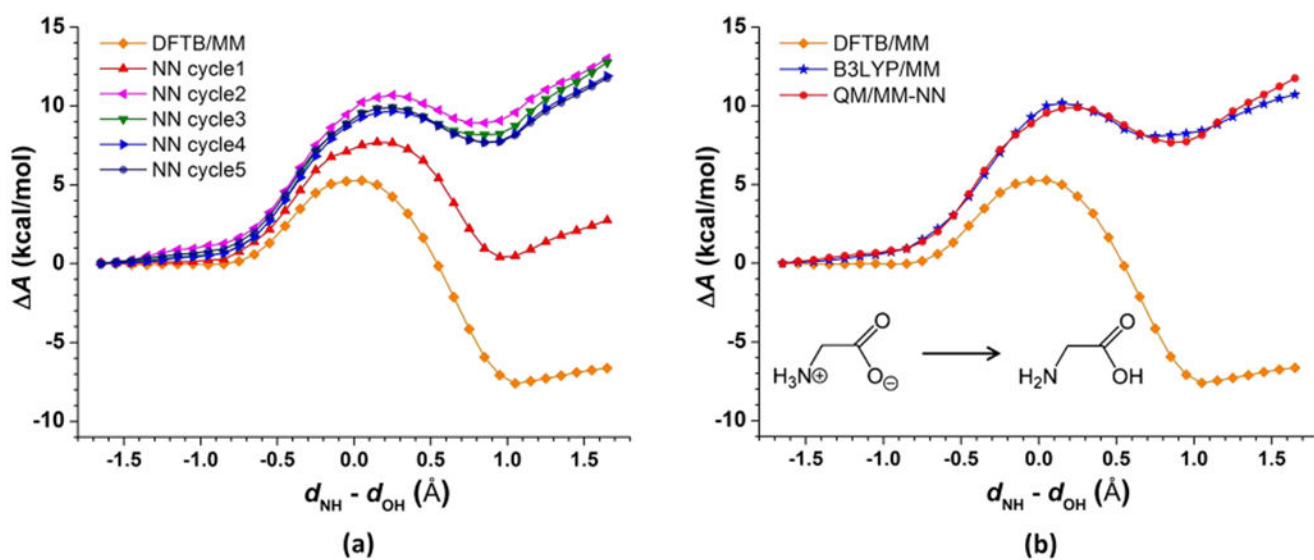 15
10
5
0
-5
-10
ΔA (kcal/mol)
DFTB/MM
NN cycle1
NN cycle2
NN cycle3
NN cycle4
NN cycle5
-1.5 -1.0 -0.5 0.0 0.5 1.0 1.5
dNH - dOH (Å)
(a)
15
10
5
0
-5
-10
ΔA (kcal/mol)
DFTB/MM
B3LYP/MM
QM/MM-NN
O
H3N⊕
O⊖
O
H2N
OH
-1.5 -1.0 -0.5 0.0 0.5 1.0 1.5
dNH - dOH (Å)
(b)